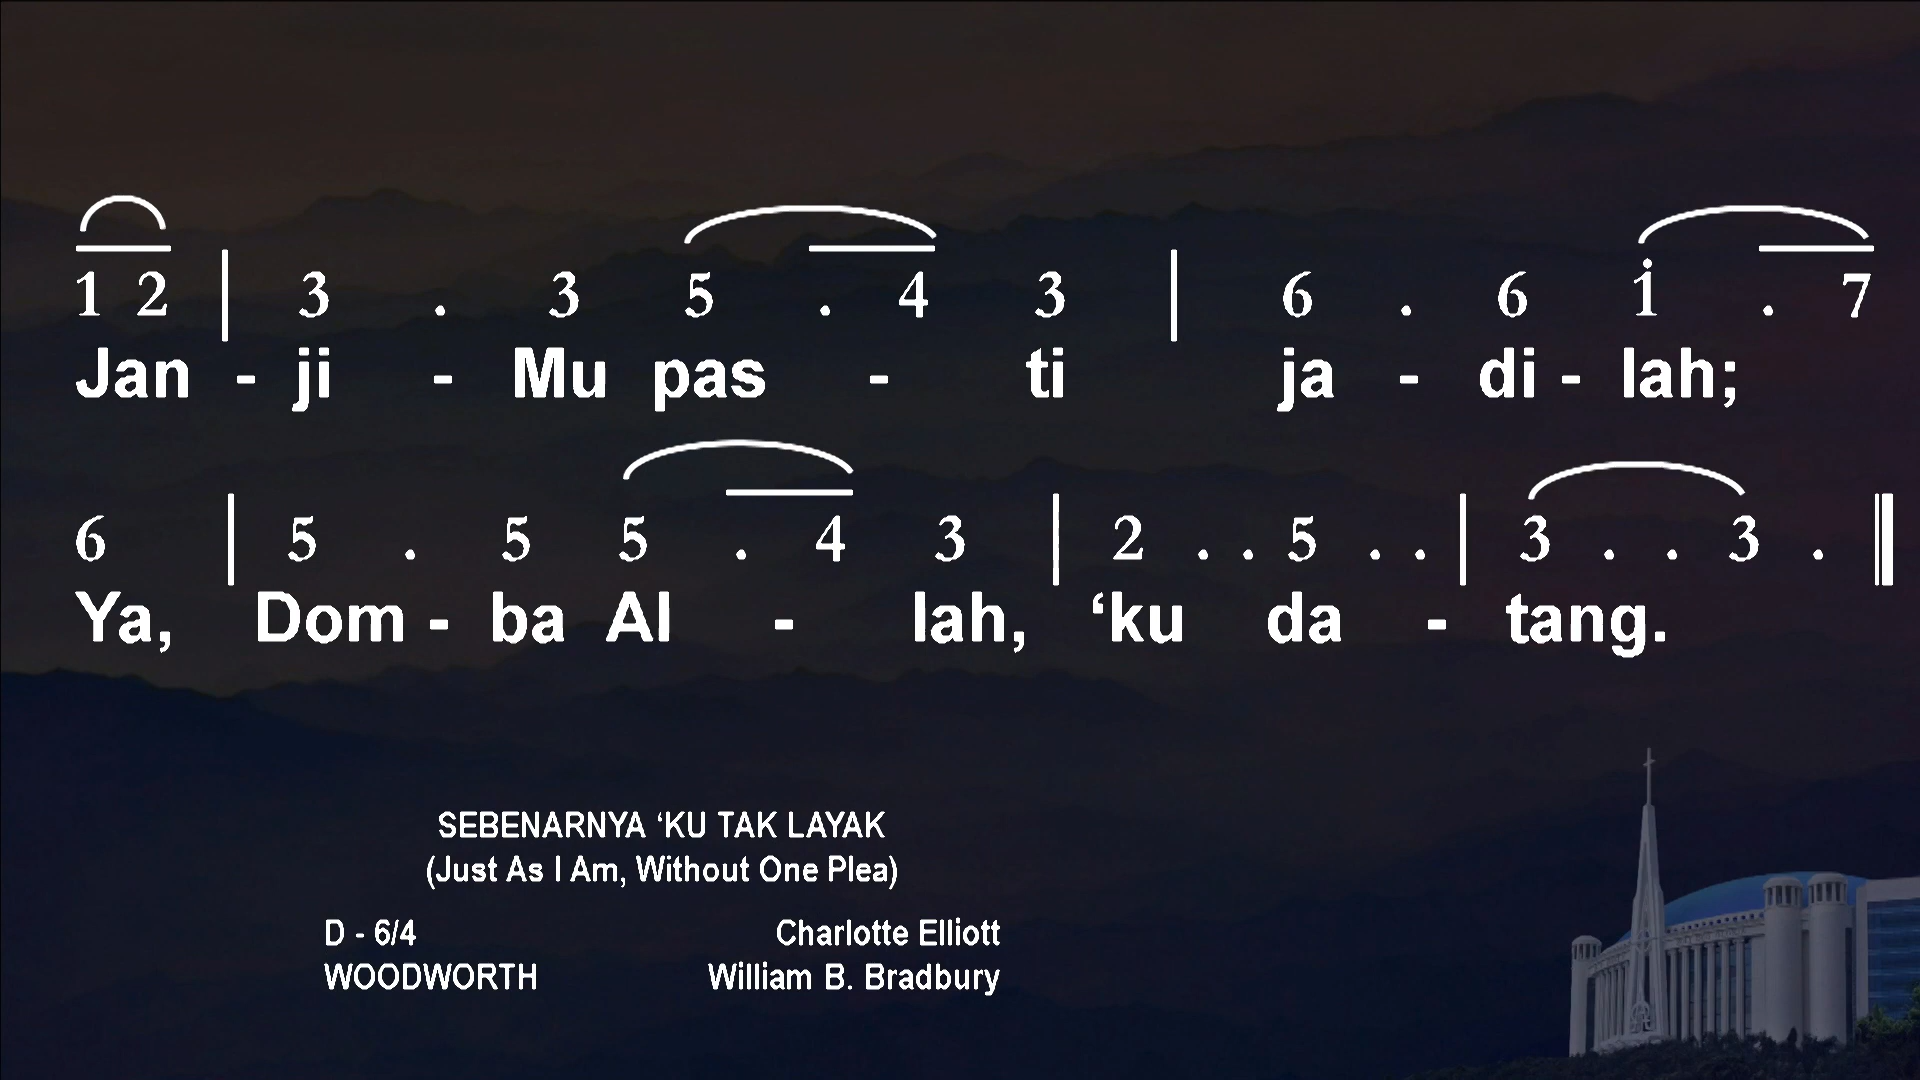 1 2 | 3 . 3 5 . 4 3 | 6 . 6 1̇ . 7
Jan - ji - Mu pas - ti ja - di - lah;
6 | 5 . 5 5 . 4 3 | 2 . . 5 . . | 3 . . 3 . ||
Ya, Dom - ba Al - lah, ‘ku da - tang.
SEBENARNYA ‘KU TAK LAYAK
(Just As I Am, Without One Plea)
D - 6/4 Charlotte Elliott
WOODWORTH William B. Bradbury